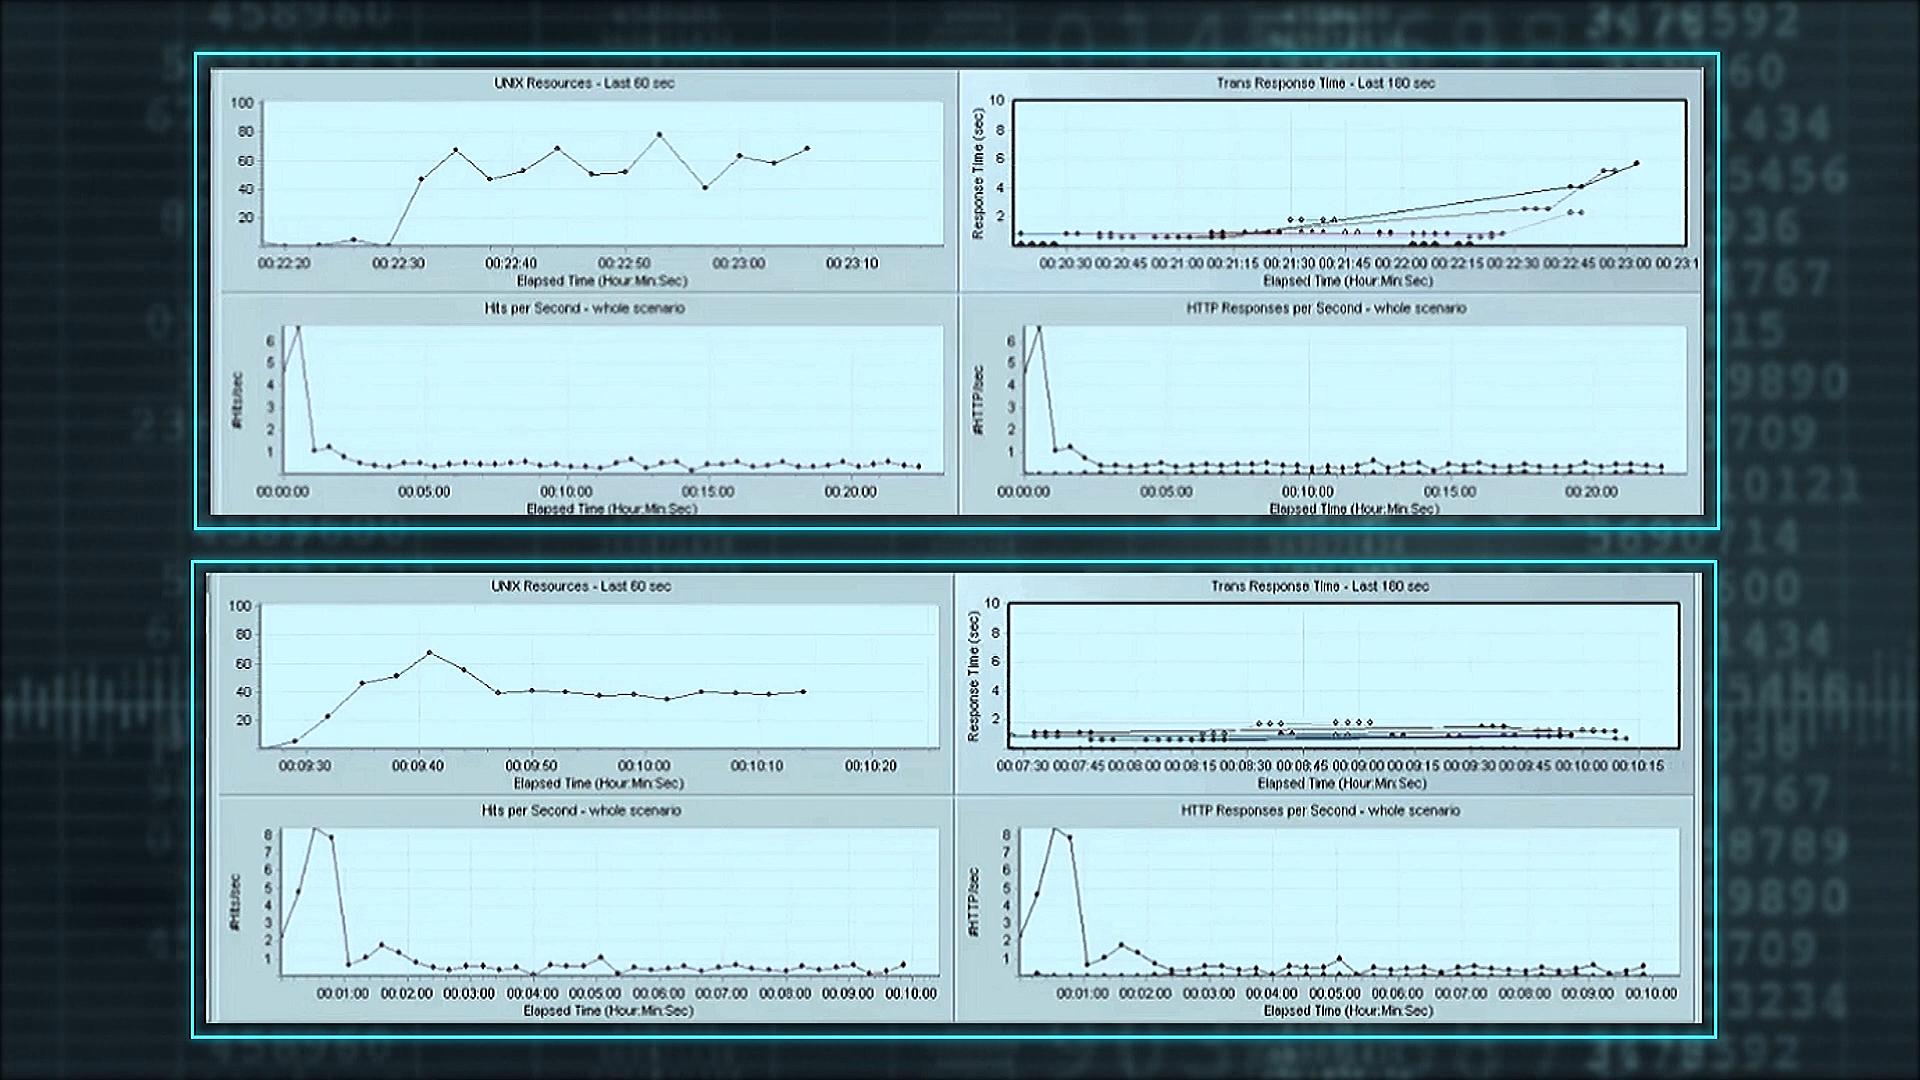 UNIX Resources - Last 60 sec
100
80
60
40
20
00:22:20 00:22:30 00:22:40 00:22:50 00:23:00 00:23:10
Elapsed Time (Hour:Min:Sec)
Trans Response Time - Last 180 sec
Response Time (sec)
10
8
6
4
2
00:20:30 00:20:45 00:21:00 00:21:15 00:21:30 00:21:45 00:22:00 00:22:15 00:22:30 00:22:45 00:23:00 00:23:1
Elapsed Time (Hour:Min:Sec)
Hits per Second - whole scenario
#Hits/sec
6
5
4
3
2
1
00:00:00 00:05:00 00:10:00 00:15:00 00:20:00
Elapsed Time (Hour:Min:Sec)
HTTP Responses per Second - whole scenario
#HTTP/sec
6
5
4
3
2
1
00:00:00 00:05:00 00:10:00 00:15:00 00:20:00
Elapsed Time (Hour:Min:Sec)
UNIX Resources - Last 60 sec
100
80
60
40
20
00:09:30 00:09:40 00:09:50 00:10:00 00:10:10 00:10:20
Elapsed Time (Hour:Min:Sec)
Trans Response Time - Last 180 sec
Response Time (sec)
10
8
6
4
2
00:07:30 00:07:45 00:08:00 00:08:15 00:08:30 00:08:45 00:09:00 00:09:15 00:09:30 00:09:45 00:10:00 00:10:15
Elapsed Time (Hour:Min:Sec)
Hits per Second - whole scenario
#Hits/sec
8
7
6
5
4
3
2
1
00:01:00 00:02:00 00:03:00 00:04:00 00:05:00 00:06:00 00:07:00 00:08:00 00:09:00 00:10:00
Elapsed Time (Hour:Min:Sec)
HTTP Responses per Second - whole scenario
#HTTP/sec
8
7
6
5
4
3
2
1
00:01:00 00:02:00 00:03:00 00:04:00 00:05:00 00:06:00 00:07:00 00:08:00 00:09:00 00:10:00
Elapsed Time (Hour:Min:Sec)